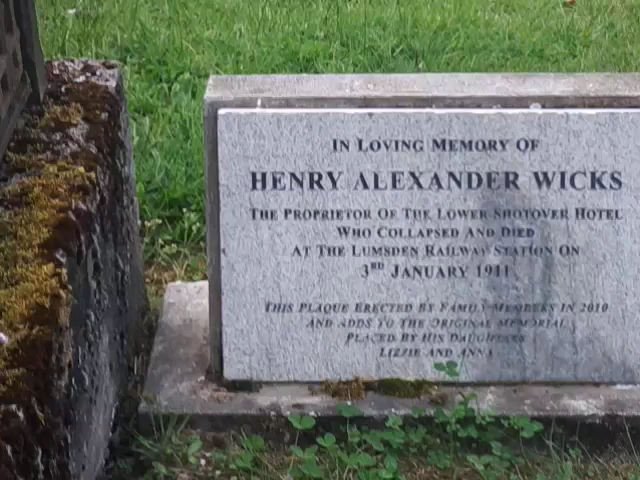 IN LOVING MEMORY OF
HENRY ALEXANDER WICKS
THE PROPRIETOR OF THE LOWER SHOTOVER HOTEL
WHO COLLAPSED AND DIED
AT THE LUMSDEN RAILWAY STATION ON
3RD JANUARY 1911
THIS PLAQUE ERECTED BY FAMILY MEMBERS IN 2010
AND ADDS TO THE ORIGINAL MEMORIAL
PLACED BY HIS DAUGHTERS
LIZZIE AND ANNA